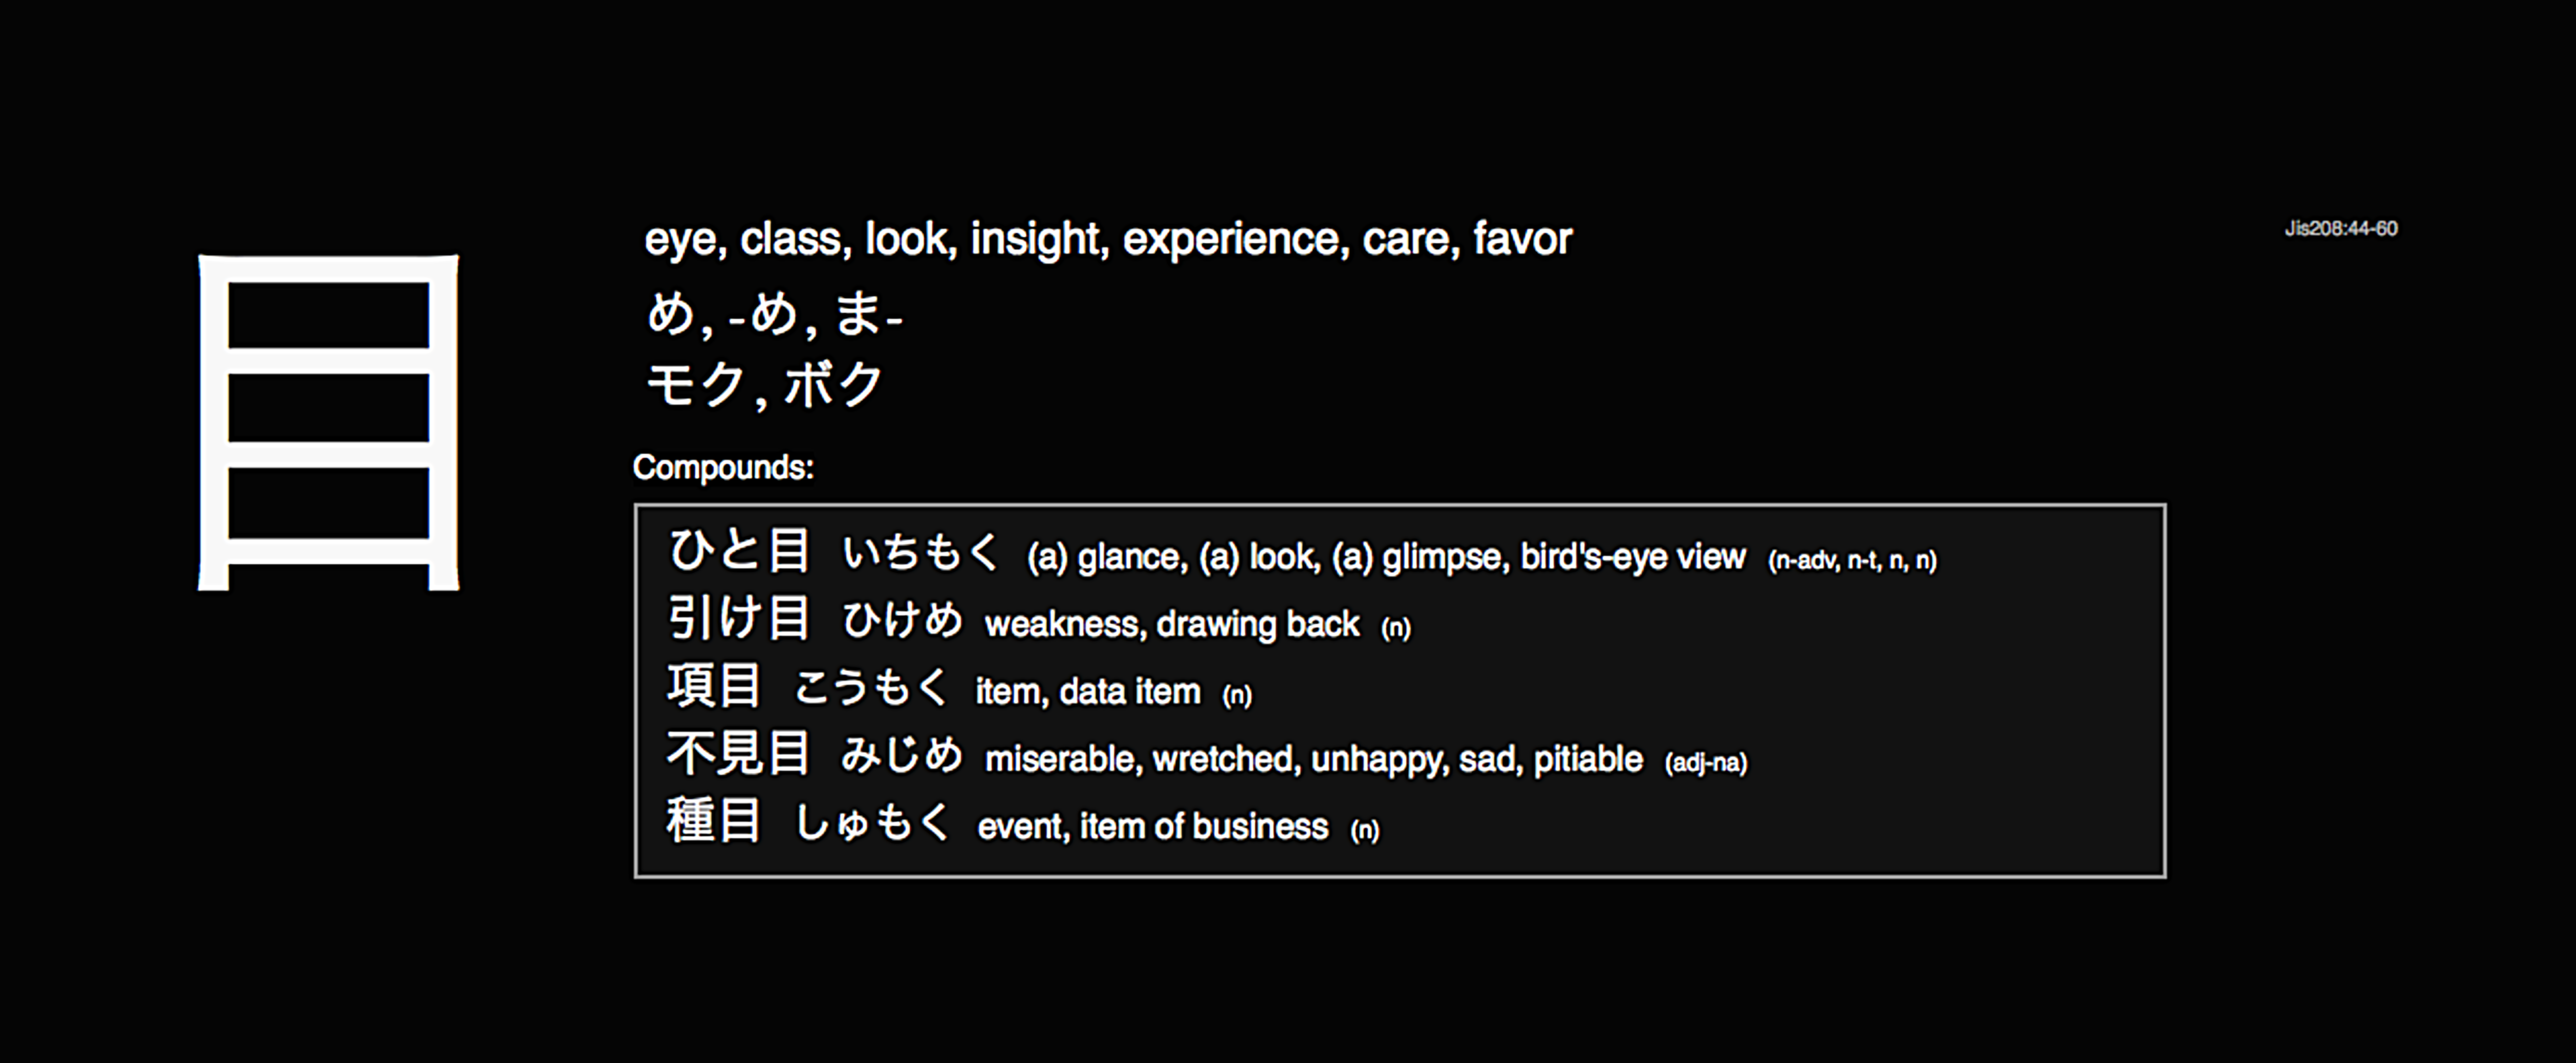 目
eye, class, look, insight, experience, care, favor
Jis208:44-60
め, -め, ま-
モク, ボク
Compounds:
ひと目 いちもく (a) glance, (a) look, (a) glimpse, bird's-eye view (n-adv, n-t, n, n)
引け目 ひけめ weakness, drawing back (n)
項目 こうもく item, data item (n)
不見目 みじめ miserable, wretched, unhappy, sad, pitiable (adj-na)
種目 しゅもく event, item of business (n)